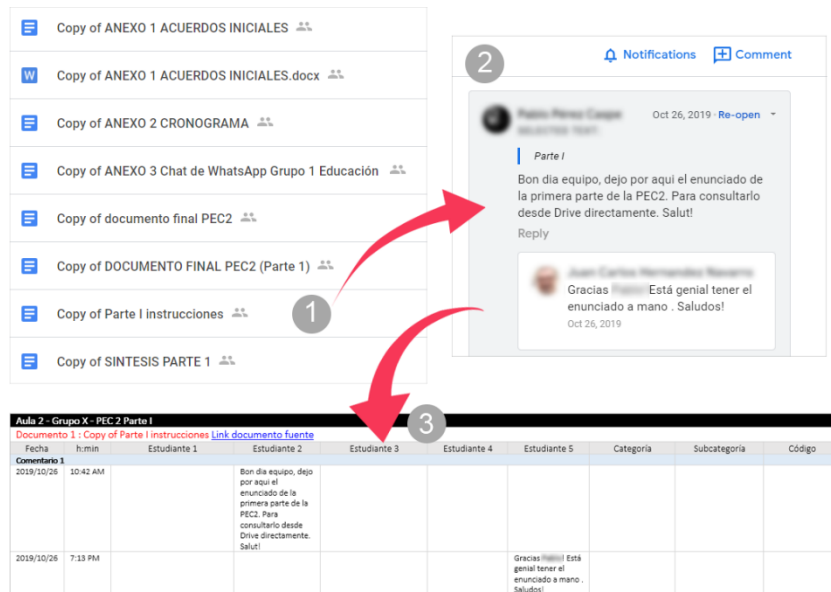 Copy of ANEXO 1 ACUERDOS INICIALES
W Copy of ANEXO 1 ACUERDOS INICIALES.docx
Copy of ANEXO 2 CRONOGRAMA
Copy of ANEXO 3 Chat de WhatsApp Grupo 1 Educación
Copy of documento final PEC2
Copy of DOCUMENTO FINAL PEC2 (Parte 1)
Copy of Parte I instrucciones
Copy of SINTESIS PARTE 1
1
2
Notifications Comment
Oct 26, 2019 · Re-open
Parte I
Bon dia equipo, dejo por aqui el enunciado de
la primera parte de la PEC2. Para consultarlo
desde Drive directamente. Salut!
Reply
Gracias Está genial tener el
enunciado a mano . Saludos!
Oct 26, 2019
3
Aula 2 - Grupo X - PEC 2 Parte I
Documento 1 : Copy of Parte I instrucciones Link documento fuente
Fecha h:min Estudiante 1 Estudiante 2 Estudiante 3 Estudiante 4 Estudiante 5 Categoría Subcategoría Código
Comentario 1
2019/10/26 10:42 AM Bon dia equipo, dejo
por aqui el
enunciado de la
primera parte de la
PEC2. Para
consultarlo desde
Drive directamente.
Salut!
2019/10/26 7:13 PM Gracias ! Está
genial tener el
enunciado a mano .
Saludos!